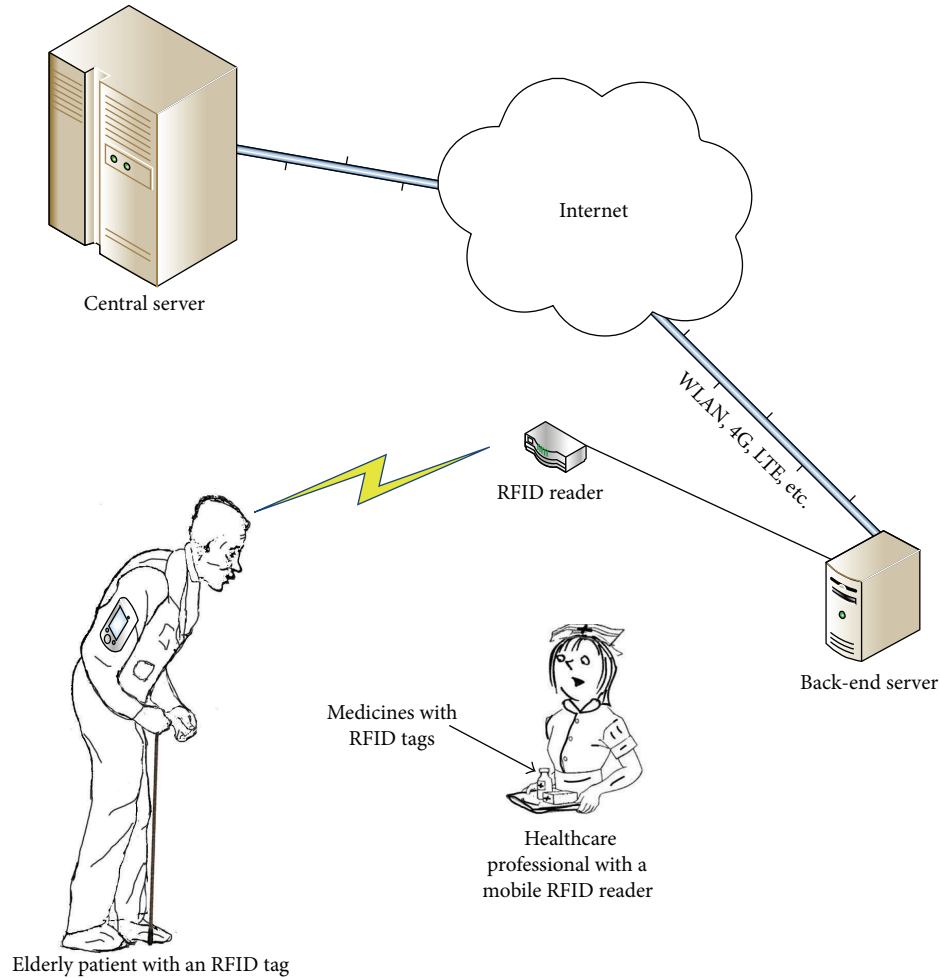 Internet
Central server
WLAN, 4G, LTE, etc.
RFID reader
Back-end server
Medicines with
RFID tags
Healthcare
professional with a
mobile RFID reader
Elderly patient with an RFID tag